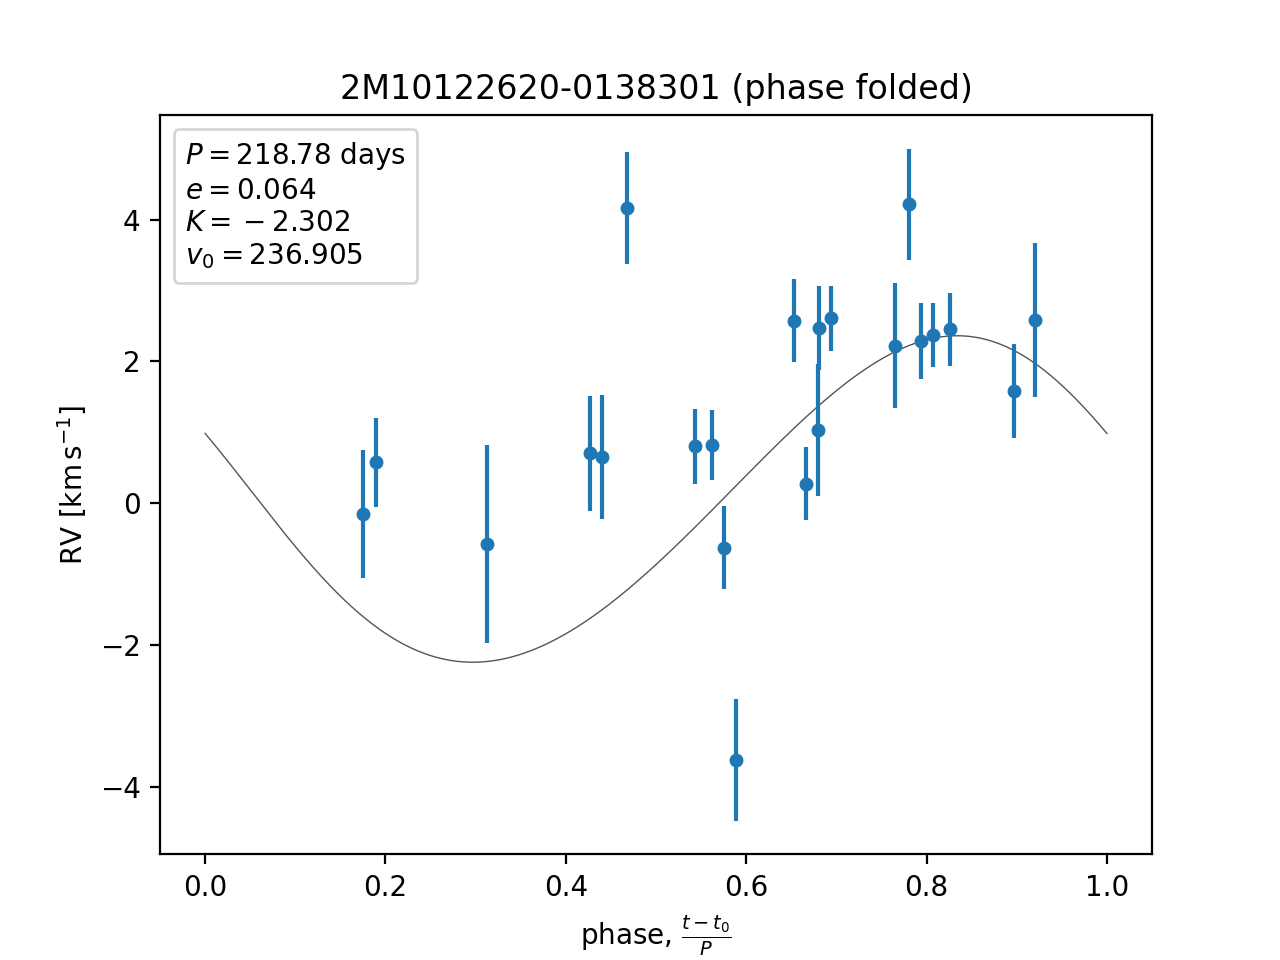 2M10122620-0138301 (phase folded)
P = 218.78 days
e = 0.064
K = −2.302
v₀ = 236.905
4
2
0
−2
−4
RV [km s⁻¹]
0.0 0.2 0.4 0.6 0.8 1.0
phase, (t − t₀)/P